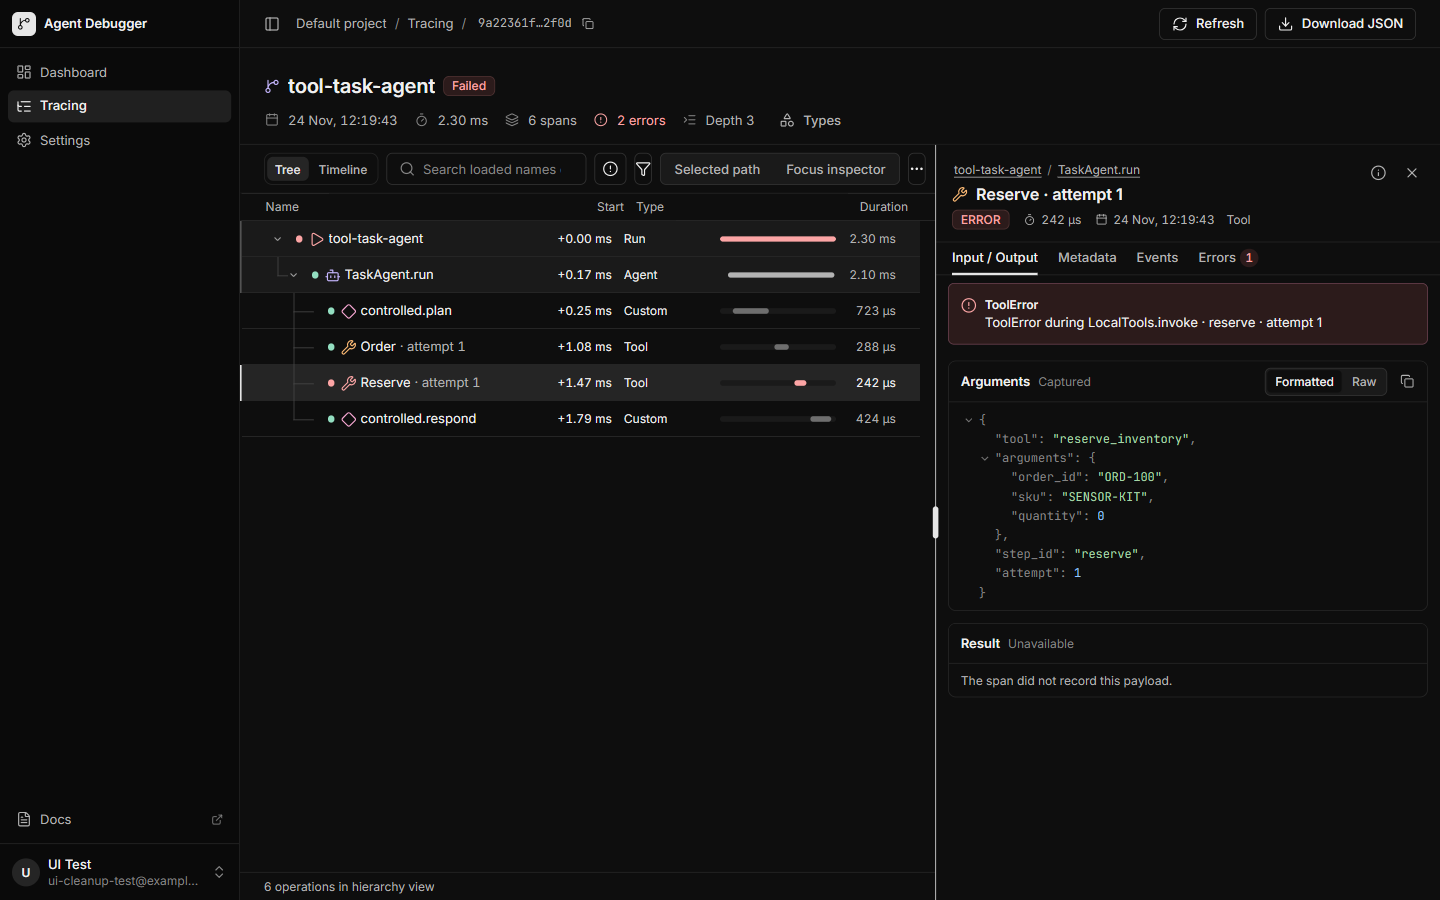 Agent Debugger
Dashboard
Tracing
Settings
Docs
U
UI Test
ui-cleanup-test@exampl...
Default project / Tracing / 9a22361f…2f0d
Refresh
Download JSON
tool-task-agent Failed
24 Nov, 12:19:43 2.30 ms 6 spans 2 errors Depth 3 Types
Tree Timeline Search loaded names Selected path Focus inspector
Name Start Type Duration
tool-task-agent +0.00 ms Run 2.30 ms
TaskAgent.run +0.17 ms Agent 2.10 ms
controlled.plan +0.25 ms Custom 723 µs
Order · attempt 1 +1.08 ms Tool 288 µs
Reserve · attempt 1 +1.47 ms Tool 242 µs
controlled.respond +1.79 ms Custom 424 µs
6 operations in hierarchy view
tool-task-agent / TaskAgent.run
Reserve · attempt 1
ERROR 242 µs 24 Nov, 12:19:43 Tool
Input / Output Metadata Events Errors 1
ToolError
ToolError during LocalTools.invoke · reserve · attempt 1
Arguments Captured Formatted Raw
{
"tool": "reserve_inventory",
"arguments": {
"order_id": "ORD-100",
"sku": "SENSOR-KIT",
"quantity": 0
},
"step_id": "reserve",
"attempt": 1
}
Result Unavailable
The span did not record this payload.